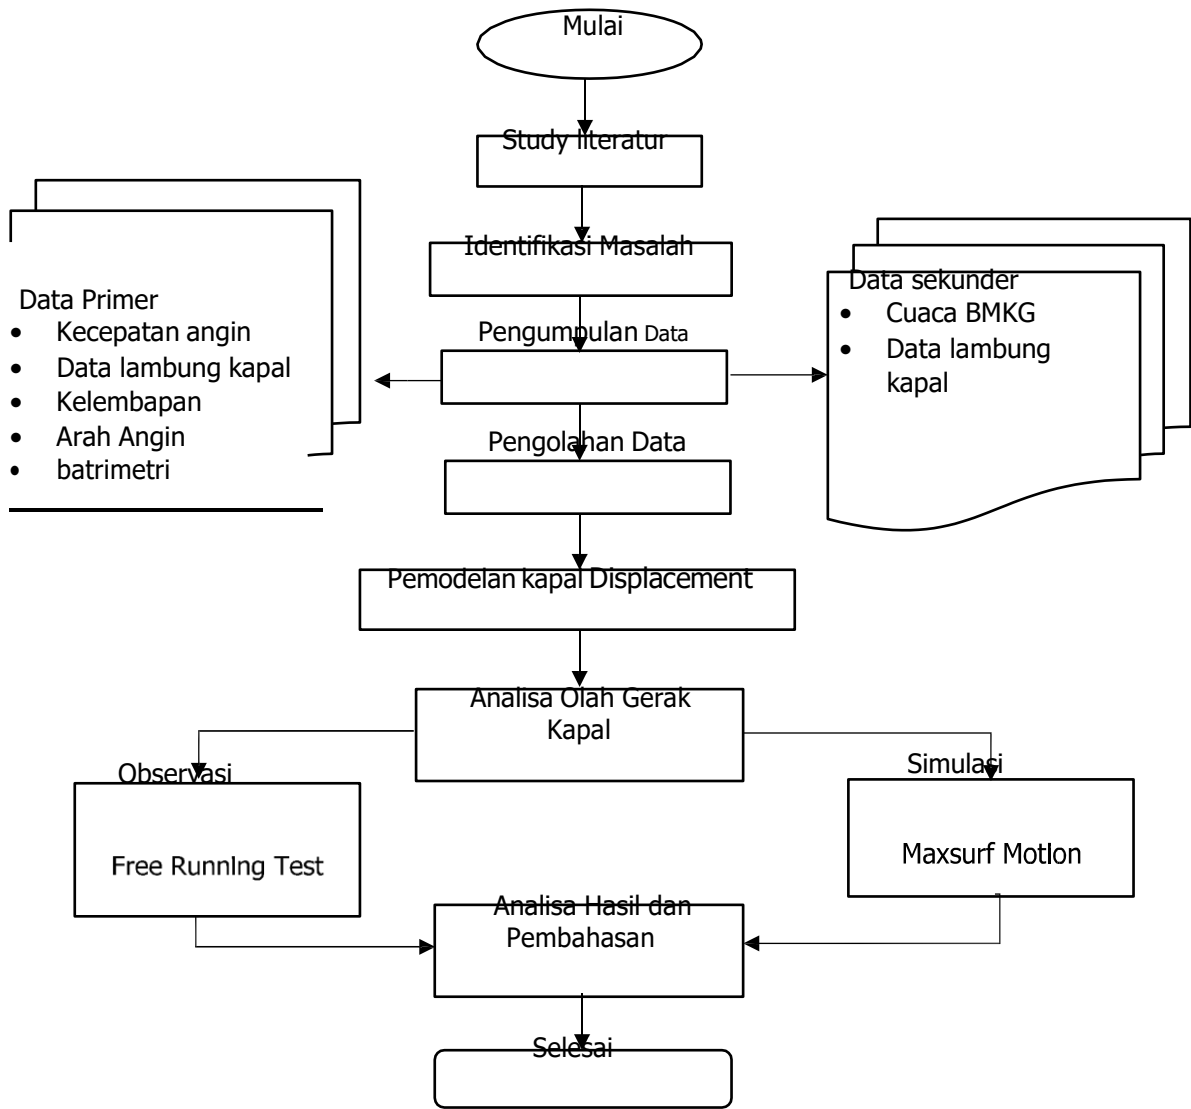 Mulai
Study literatur
Identifikasi Masalah
Pengumpulan Data
Data Primer
• Kecepatan angin
• Data lambung kapal
• Kelembapan
• Arah Angin
• batrimetri
Data sekunder
• Cuaca BMKG
• Data lambung
kapal
Pengolahan Data
Pemodelan kapal Displacement
Analisa Olah Gerak
Kapal
Observasi
Free Running Test
Simulasi
Maxsurf Motion
Analisa Hasil dan
Pembahasan
Selesai